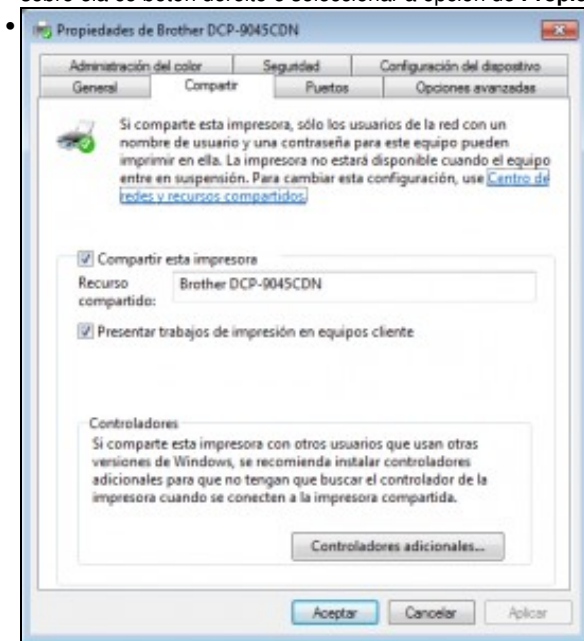 Propiedades de Brother DCP-9045CDN
Administración del color Seguridad Configuración del dispositivo
General Compartir Puertos Opciones avanzadas
Si comparte esta impresora, sólo los usuarios de la red con un
nombre de usuario y una contraseña para este equipo pueden
imprimir en ella. La impresora no estará disponible cuando el equipo
entre en suspensión. Para cambiar esta configuración, use Centro de
redes y recursos compartidos.
Compartir esta impresora
Recurso Brother DCP-9045CDN
compartido:
Presentar trabajos de impresión en equipos cliente
Controladores
Si comparte esta impresora con otros usuarios que usan otras
versiones de Windows, se recomienda instalar controladores
adicionales para que no tengan que buscar el controlador de la
impresora cuando se conecten a la impresora compartida.
Controladores adicionales...
Aceptar Cancelar Aplicar